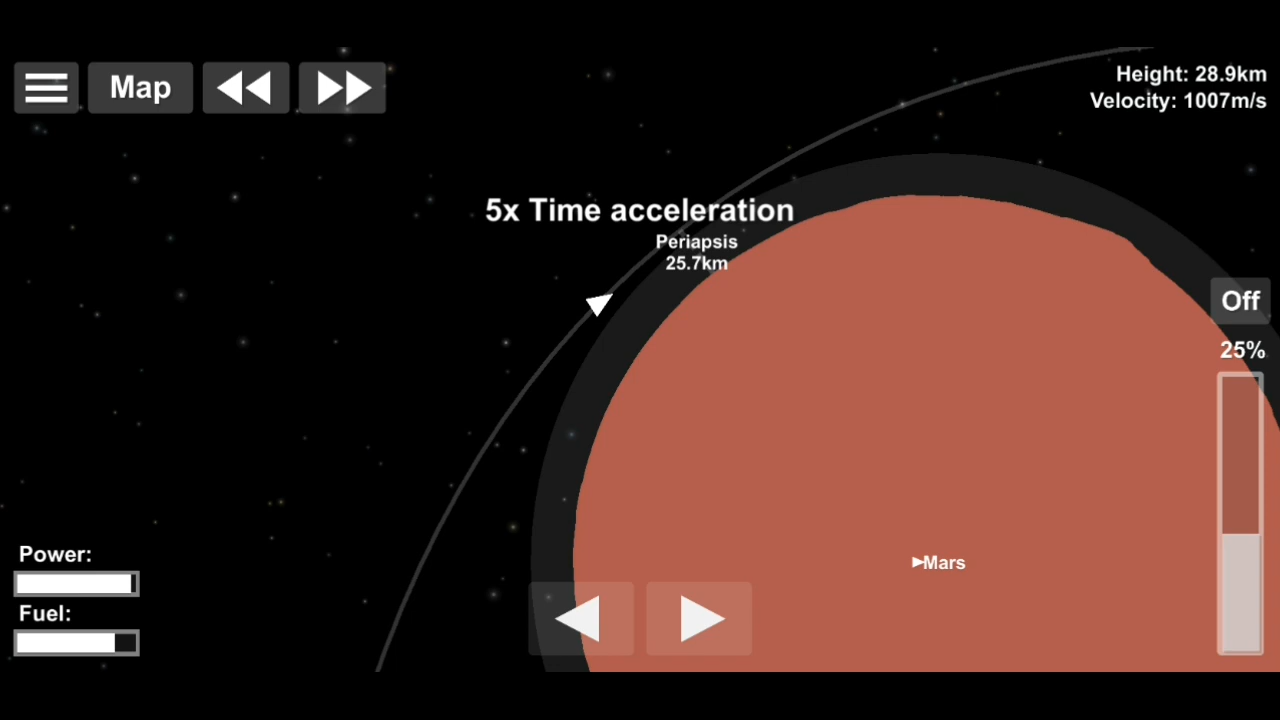 Map
Height: 28.9km
Velocity: 1007m/s
5x Time acceleration
Periapsis
25.7km
Off
25%
Power:
Mars
Fuel: